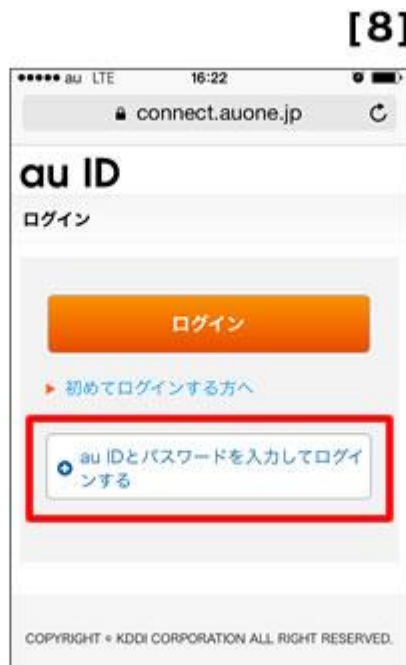 [8]
au LTE 16:22
connect.auone.jp
au ID
ログイン
ログイン
初めてログインする方へ
au IDとパスワードを入力してログイ
ンする
COPYRIGHT © KDDI CORPORATION ALL RIGHT RESERVED.